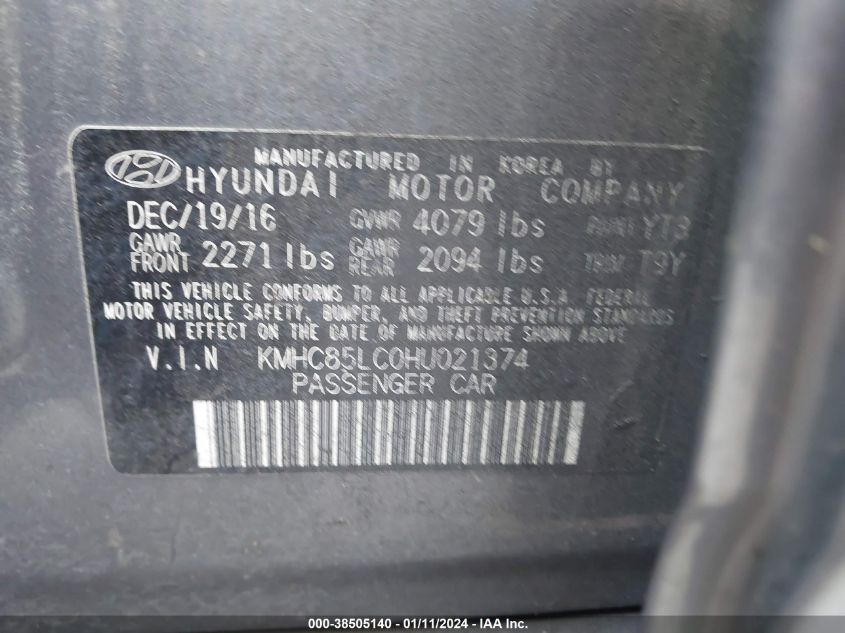 MANUFACTURED IN KOREA BY
HYUNDAI MOTOR COMPANY
DEC/19/16 GVWR 4079 lbs PAINT YT3
GAWR FRONT 2271 lbs GAWR REAR 2094 lbs TRIM T9Y
THIS VEHICLE CONFORMS TO ALL APPLICABLE U.S.A. FEDERAL
MOTOR VEHICLE SAFETY, BUMPER, AND THEFT PREVENTION STANDARDS
IN EFFECT ON THE DATE OF MANUFACTURE SHOWN ABOVE
V.I.N KMHC85LC0HU021374
PASSENGER CAR
000-38505140 - 01/11/2024 - IAA Inc.